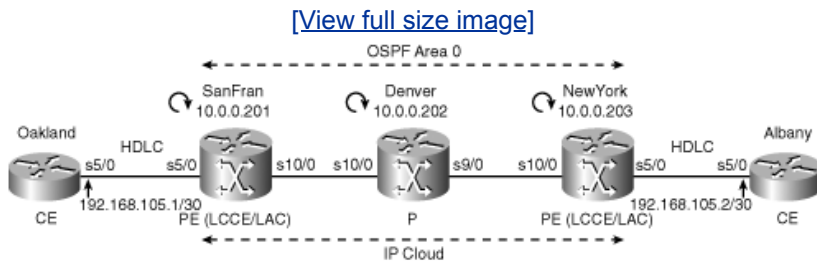 [View full size image]
OSPF Area 0
SanFran
10.0.0.201
Denver
10.0.0.202
NewYork
10.0.0.203
Oakland
HDLC
s5/0
s5/0
s10/0
s10/0
s9/0
s10/0
s5/0
HDLC
s5/0
Albany
192.168.105.1/30
192.168.105.2/30
CE
PE (LCCE/LAC)
P
PE (LCCE/LAC)
CE
IP Cloud